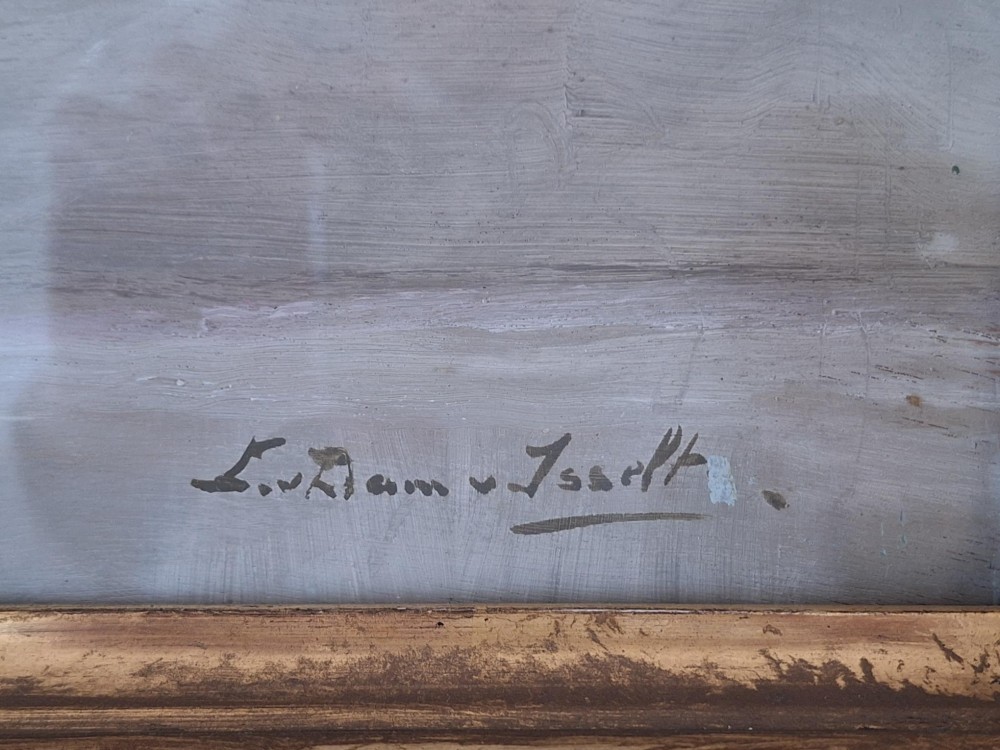 L. v Dam v Isselt.